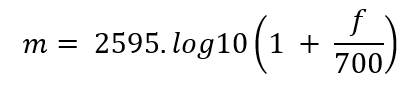 m = 2595.log10(1 + f/700)